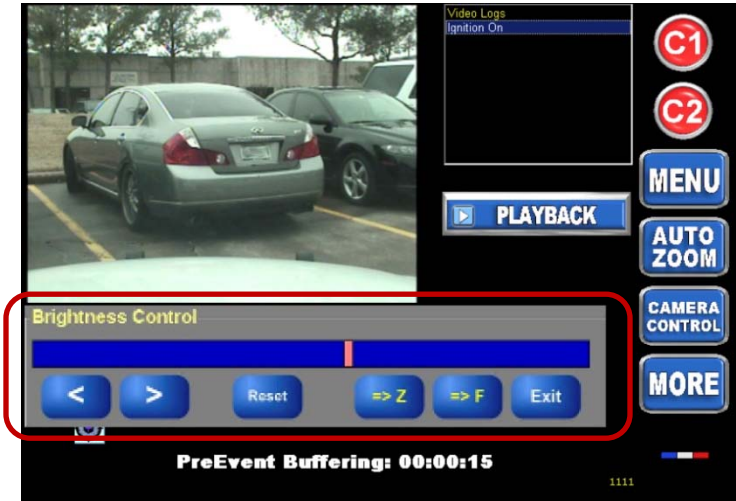 Video Logs
Ignition On
C1
C2
MENU
PLAYBACK
AUTO
ZOOM
CAMERA
CONTROL
MORE
Brightness Control
<
>
Reset
=> Z
=> F
Exit
PreEvent Buffering: 00:00:15
1111